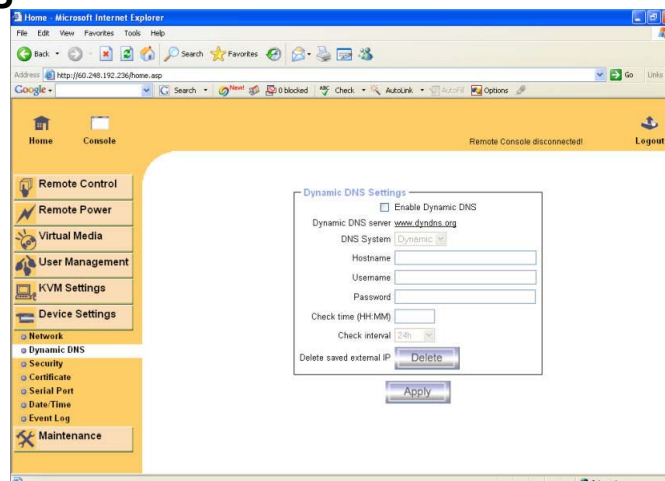 Home - Microsoft Internet Explorer
File Edit View Favorites Tools Help
Back Search Favorites
Address http://60.248.192.236/home.asp Go Links
Google Search New! 0 blocked Check AutoLink AutoFill Options
Home Console Remote Console disconnected! Logout
Remote Control
Remote Power
Virtual Media
User Management
KVM Settings
Device Settings
Network
Dynamic DNS
Security
Certificate
Serial Port
Date/Time
Event Log
Maintenance
Dynamic DNS Settings
Enable Dynamic DNS
Dynamic DNS server www.dyndns.org
DNS System Dynamic
Hostname
Username
Password
Check time (HH:MM)
Check interval 24h
Delete saved external IP Delete
Apply